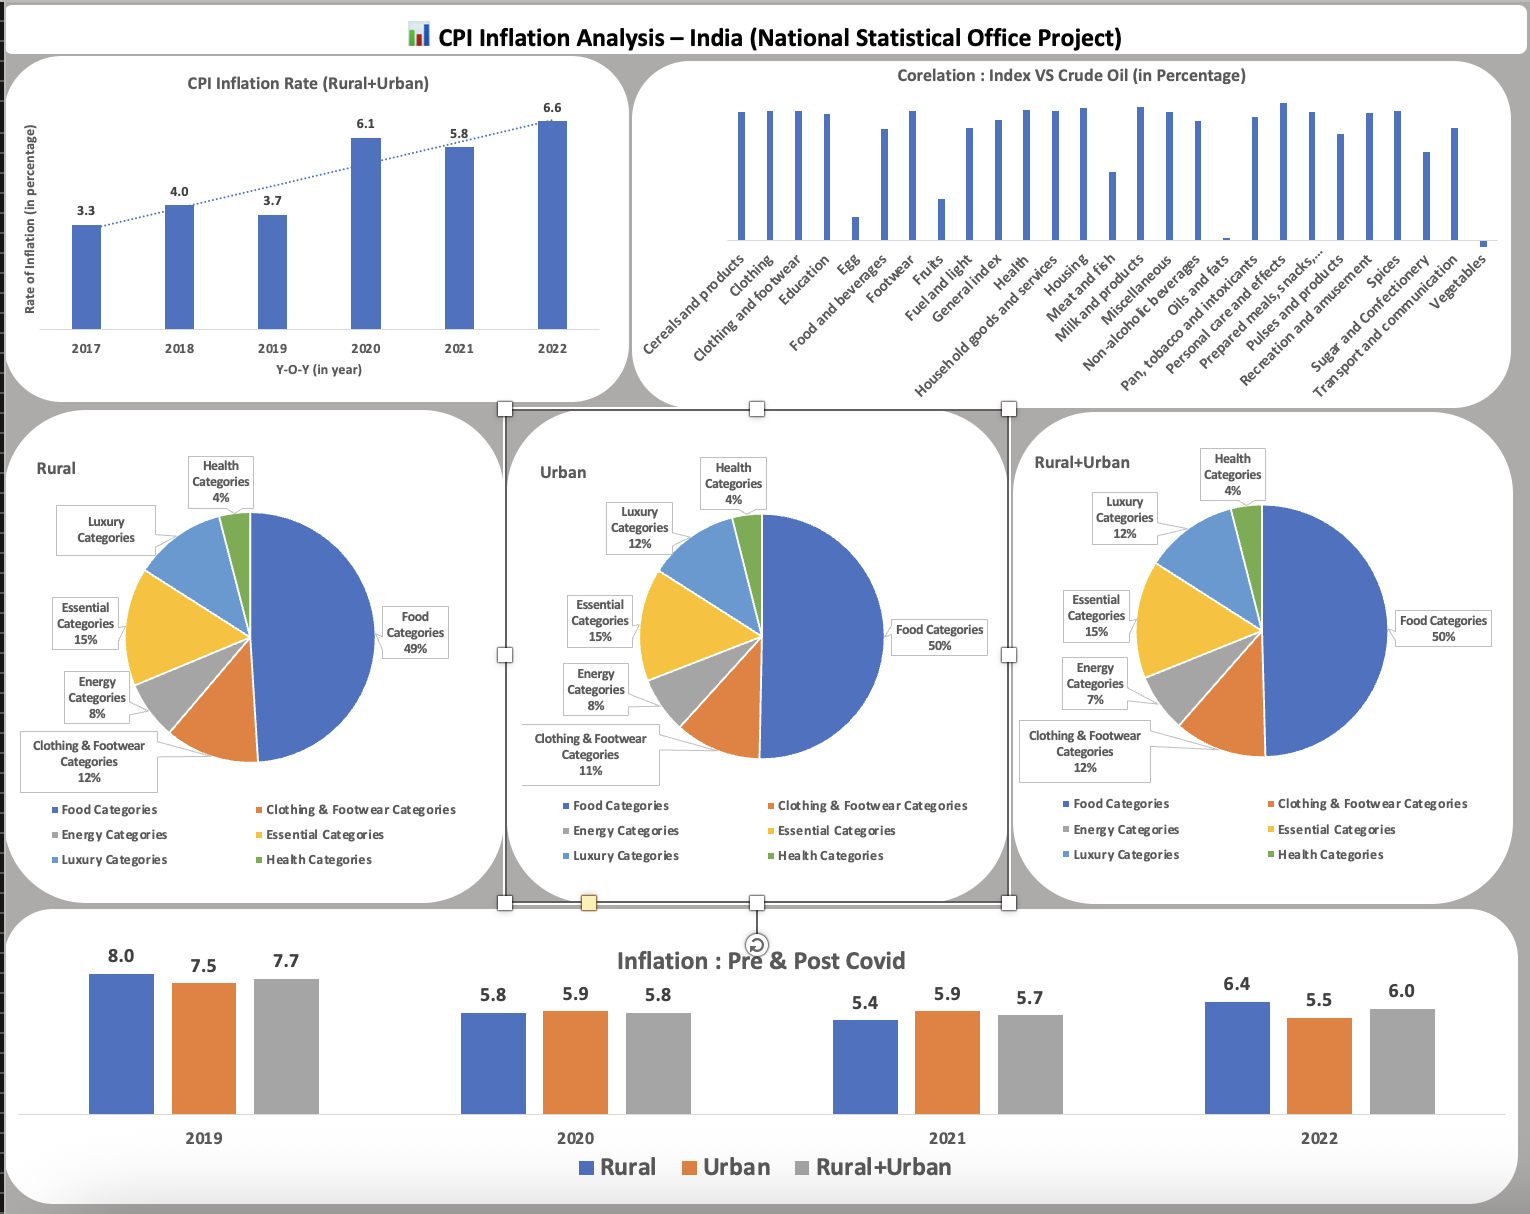 📊 CPI Inflation Analysis – India (National Statistical Office Project)
CPI Inflation Rate (Rural+Urban)
Rate of Inflation (in percentage)
3.3
4.0
3.7
6.1
5.8
6.6
2017
2018
2019
2020
2021
2022
Y-O-Y (in year)
Corelation : Index VS Crude Oil (in Percentage)
Cereals and products
Clothing
Clothing and footwear
Education
Egg
Food and beverages
Footwear
Fruits
Fuel and light
General index
Health
Household goods and services
Housing
Meat and fish
Milk and products
Miscellaneous
Non-alcoholic beverages
Oils and fats
Pan, tobacco and intoxicants
Personal care and effects
Prepared meals, snacks,...
Pulses and products
Recreation and amusement
Spices
Sugar and Confectionery
Transport and communication
Vegetables
Rural
Health
Categories
4%
Luxury
Categories
Essential
Categories
15%
Energy
Categories
8%
Clothing & Footwear
Categories
12%
Food
Categories
49%
Food Categories
Clothing & Footwear Categories
Energy Categories
Essential Categories
Luxury Categories
Health Categories
Urban
Health
Categories
4%
Luxury
Categories
12%
Essential
Categories
15%
Energy
Categories
8%
Clothing & Footwear
Categories
11%
Food Categories
50%
Food Categories
Clothing & Footwear Categories
Energy Categories
Essential Categories
Luxury Categories
Health Categories
Rural+Urban
Health
Categories
4%
Luxury
Categories
12%
Essential
Categories
15%
Energy
Categories
7%
Clothing & Footwear
Categories
12%
Food Categories
50%
Food Categories
Clothing & Footwear Categories
Energy Categories
Essential Categories
Luxury Categories
Health Categories
Inflation : Pre & Post Covid
8.0
7.5
7.7
5.8
5.9
5.8
5.4
5.9
5.7
6.4
5.5
6.0
2019
2020
2021
2022
Rural
Urban
Rural+Urban